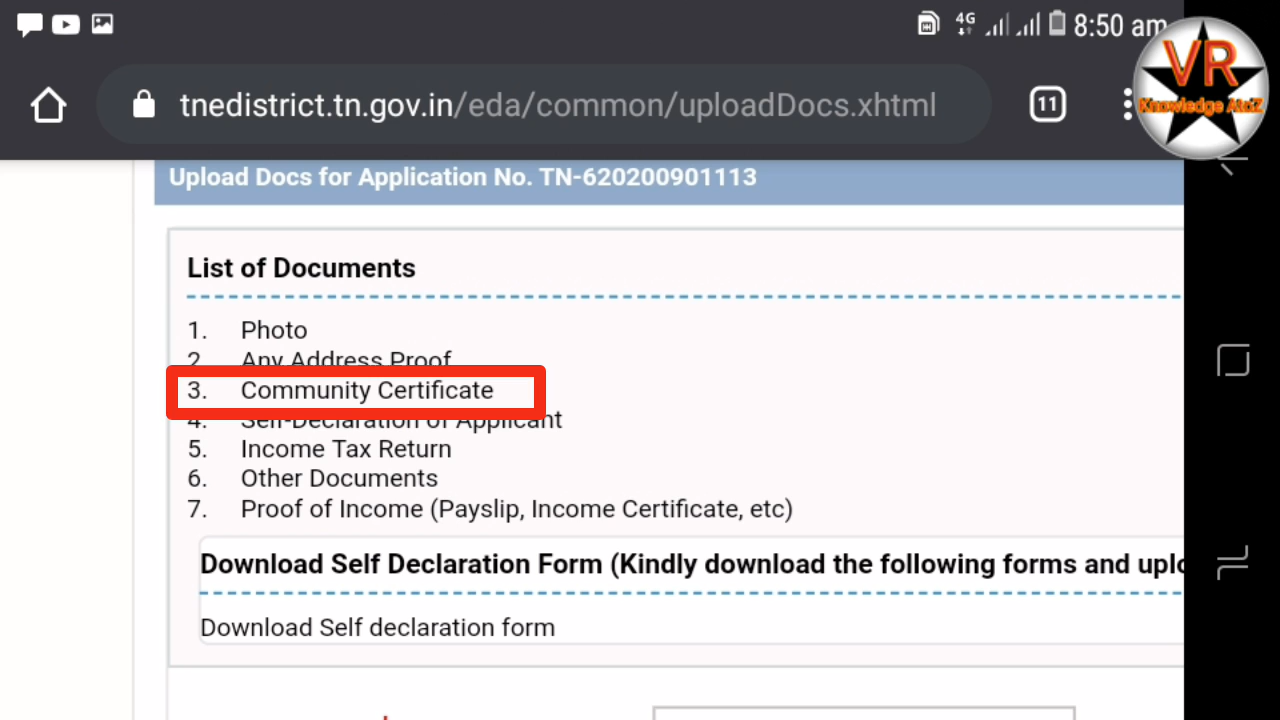 4G
8:50 am
VR
Knowledge AtoZ
tnedistrict.tn.gov.in/eda/common/uploadDocs.xhtml
11
Upload Docs for Application No. TN-620200901113
List of Documents
1. Photo
2. Any Address Proof
3. Community Certificate
4. Self-Declaration of Applicant
5. Income Tax Return
6. Other Documents
7. Proof of Income (Payslip, Income Certificate, etc)
Download Self Declaration Form (Kindly download the following forms and uplo
Download Self declaration form